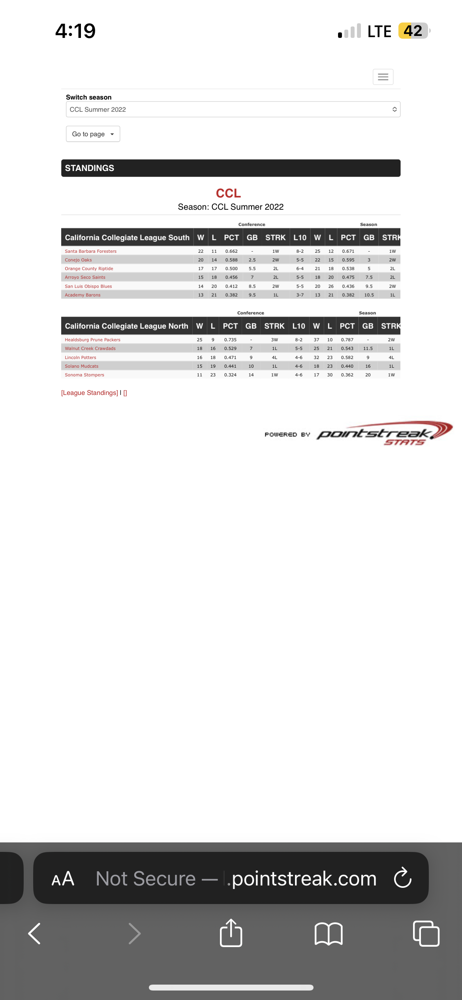 4:19 LTE 42
Switch season
CCL Summer 2022
Go to page
STANDINGS
CCL
Season: CCL Summer 2022
Conference Season
California Collegiate League South W L PCT GB STRK L10 W L PCT GB STRK
Santa Barbara Foresters 22 11 0.662 - 1W 8-2 25 12 0.671 - 1W
Conejo Oaks 20 14 0.588 2.5 2W 5-5 22 15 0.595 3 2W
Orange County Riptide 17 17 0.500 5.5 2L 6-4 21 18 0.538 5 2L
Arroyo Seco Saints 15 18 0.456 7 2L 5-5 18 20 0.475 7.5 2L
San Luis Obispo Blues 14 20 0.412 8.5 2W 5-5 20 26 0.436 9.5 2W
Academy Barons 13 21 0.382 9.5 1L 3-7 13 21 0.382 10.5 1L
Conference Season
California Collegiate League North W L PCT GB STRK L10 W L PCT GB STRK
Healdsburg Prune Packers 25 9 0.735 - 3W 8-2 37 10 0.787 - 2W
Walnut Creek Crawdads 18 16 0.529 7 1L 5-5 25 21 0.543 11.5 1L
Lincoln Potters 16 18 0.471 9 4L 4-6 32 23 0.582 9 4L
Solano Mudcats 15 19 0.441 10 1L 4-6 18 23 0.440 16 1L
Sonoma Stompers 11 23 0.324 14 1W 4-6 17 30 0.362 20 1W
[League Standings] | []
POWERED BY pointstreak STATS
AA Not Secure — .pointstreak.com